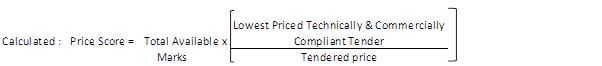 Lowest Priced Technically & Commercially
Calculated : Price Score = Total Available x Compliant Tender
Marks Tendered price